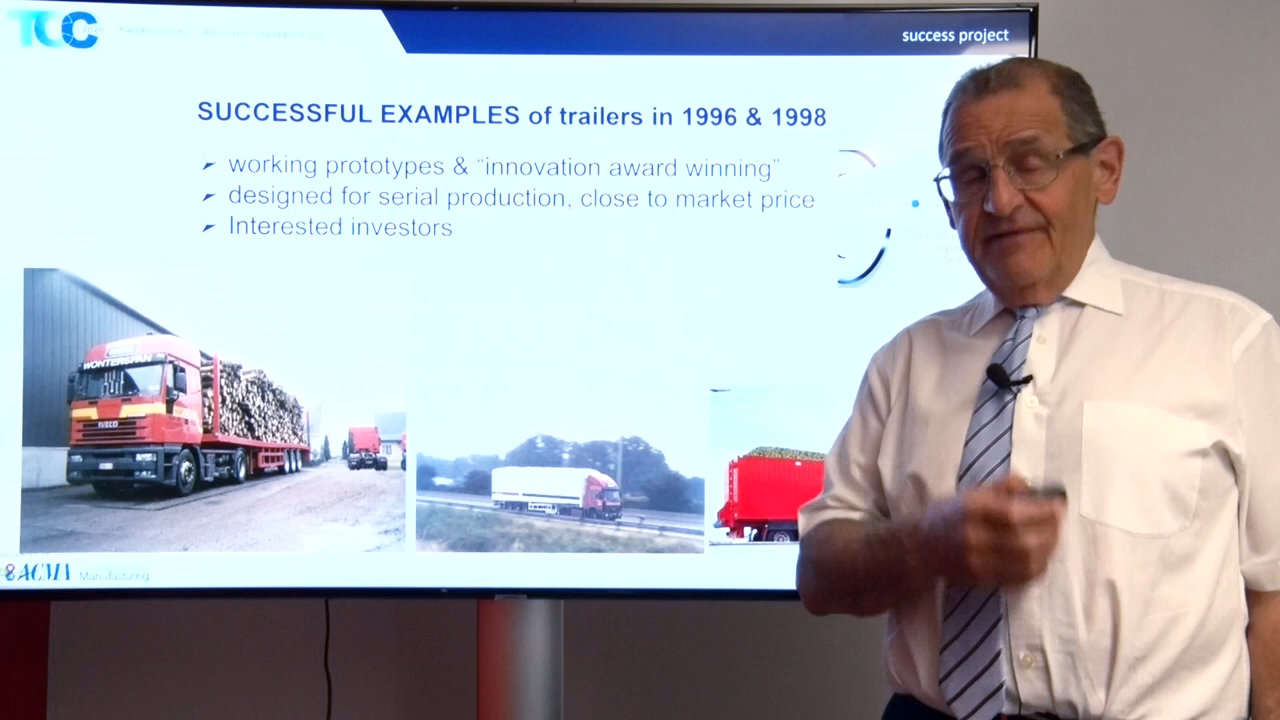 TCC
success project
SUCCESSFUL EXAMPLES of trailers in 1996 & 1998
working prototypes & “innovation award winning”
designed for serial production, close to market price
Interested investors
WONTERSPAN
IVECO
ACMA Manufacturing